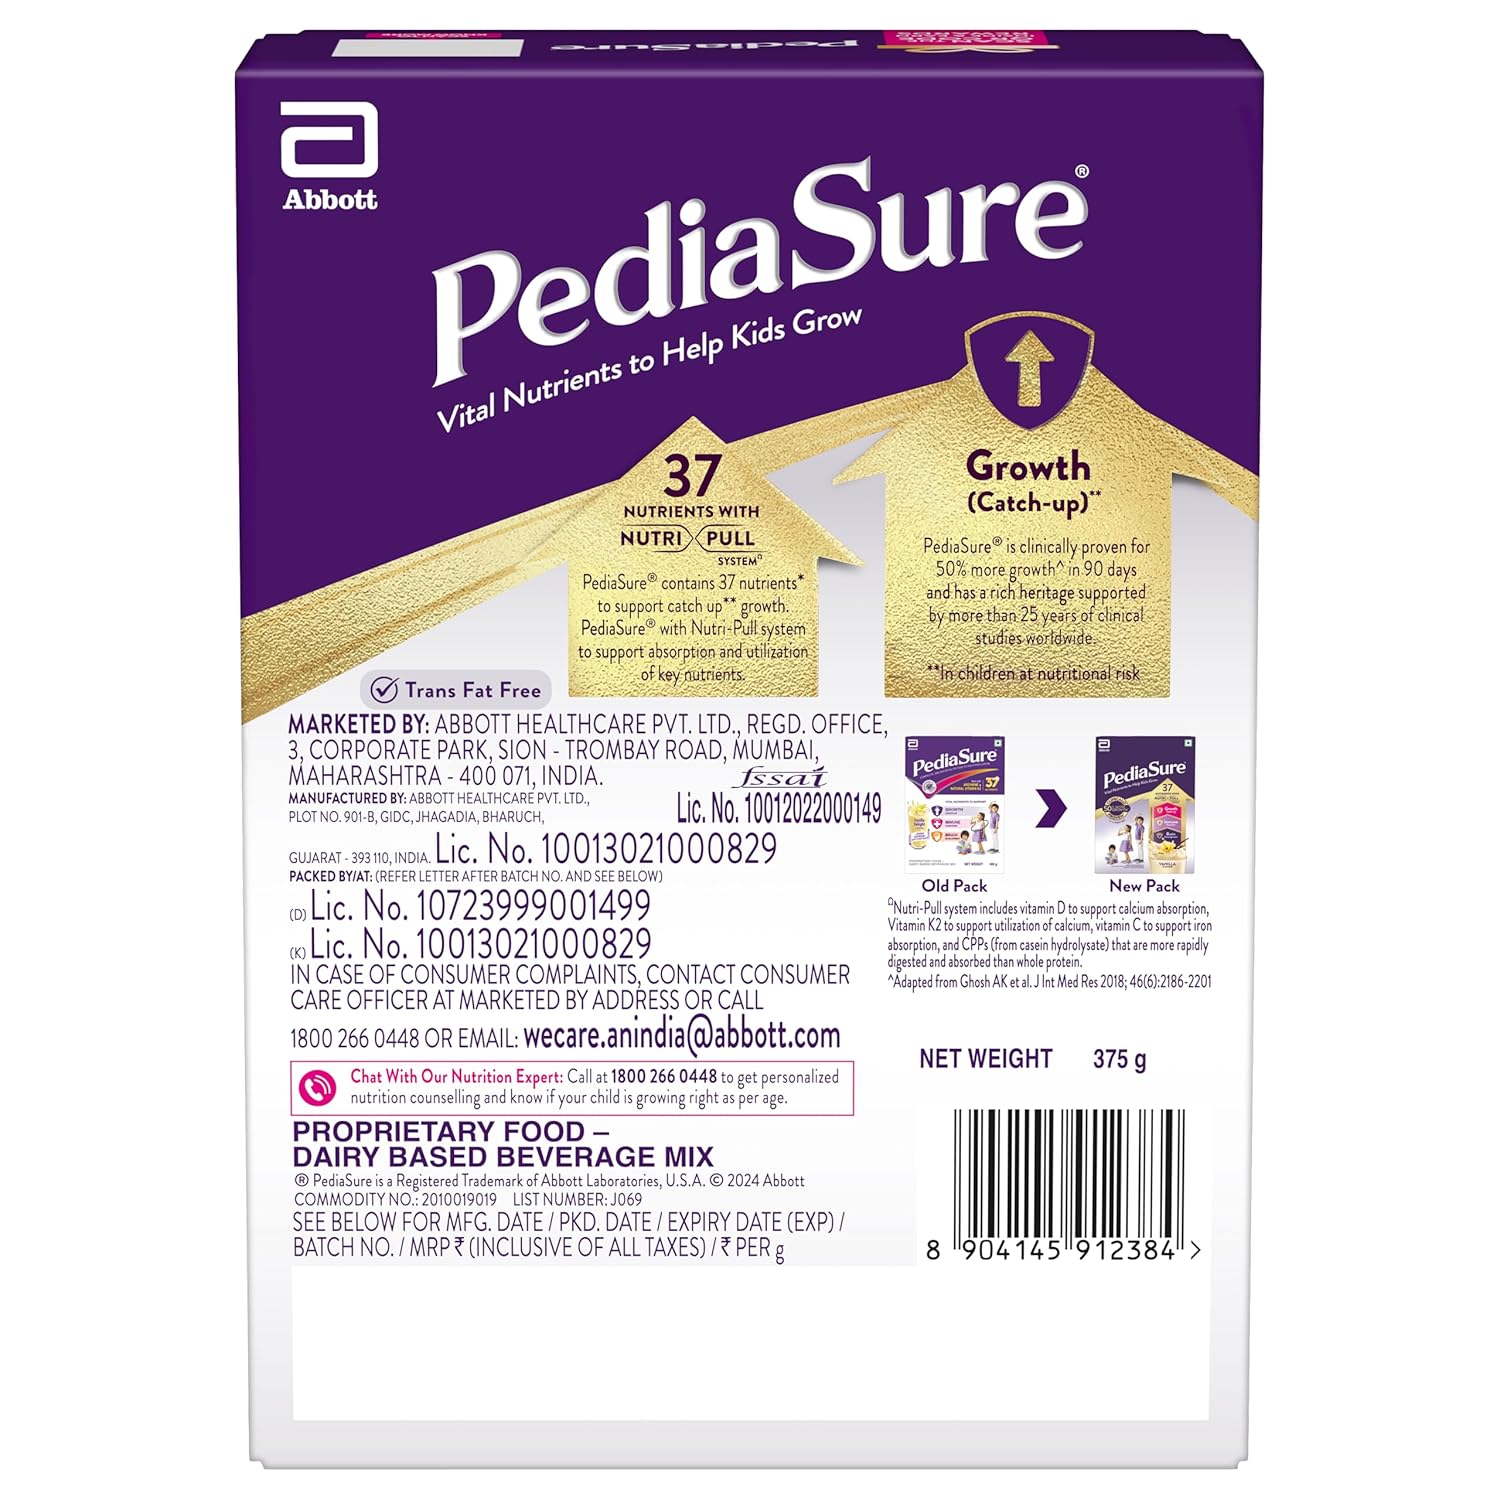 PediaSure
Abbott
PediaSure®
Vital Nutrients to Help Kids Grow
37
NUTRIENTS WITH
NUTRI PULL
SYSTEMΩ
PediaSure® contains 37 nutrients*
to support catch up** growth.
PediaSure® with Nutri-Pull system
to support absorption and utilization
of key nutrients.
Growth
(Catch-up)**
PediaSure® is clinically proven for
50% more growth^ in 90 days
and has a rich heritage supported
by more than 25 years of clinical
studies worldwide.
**In children at nutritional risk
Trans Fat Free
MARKETED BY: ABBOTT HEALTHCARE PVT. LTD., REGD. OFFICE,
3, CORPORATE PARK, SION - TROMBAY ROAD, MUMBAI,
MAHARASHTRA - 400 071, INDIA.
fssai
Lic. No. 10012022000149
MANUFACTURED BY: ABBOTT HEALTHCARE PVT. LTD.,
PLOT NO. 901-B, GIDC, JHAGADIA, BHARUCH,
GUJARAT - 393 110, INDIA. Lic. No. 10013021000829
PACKED BY/AT: (REFER LETTER AFTER BATCH NO. AND SEE BELOW)
(D) Lic. No. 10723999001499
(K) Lic. No. 10013021000829
IN CASE OF CONSUMER COMPLAINTS, CONTACT CONSUMER
CARE OFFICER AT MARKETED BY ADDRESS OR CALL
1800 266 0448 OR EMAIL: wecare.anindia@abbott.com
Chat With Our Nutrition Expert: Call at 1800 266 0448 to get personalized
nutrition counselling and know if your child is growing right as per age.
PROPRIETARY FOOD –
DAIRY BASED BEVERAGE MIX
® PediaSure is a Registered Trademark of Abbott Laboratories, U.S.A. © 2024 Abbott
COMMODITY NO.: 2010019019 LIST NUMBER: J069
SEE BELOW FOR MFG. DATE / PKD. DATE / EXPIRY DATE (EXP) /
BATCH NO. / MRP ₹ (INCLUSIVE OF ALL TAXES) / ₹ PER g
PediaSure
37
PediaSure
37
VANILLA
Old Pack
New Pack
ΩNutri-Pull system includes vitamin D to support calcium absorption,
Vitamin K2 to support utilization of calcium, vitamin C to support iron
absorption, and CPPs (from casein hydrolysate) that are more rapidly
digested and absorbed than whole protein.
^Adapted from Ghosh AK et al. J Int Med Res 2018; 46(6):2186-2201
NET WEIGHT 375 g
8 904145 912384 >